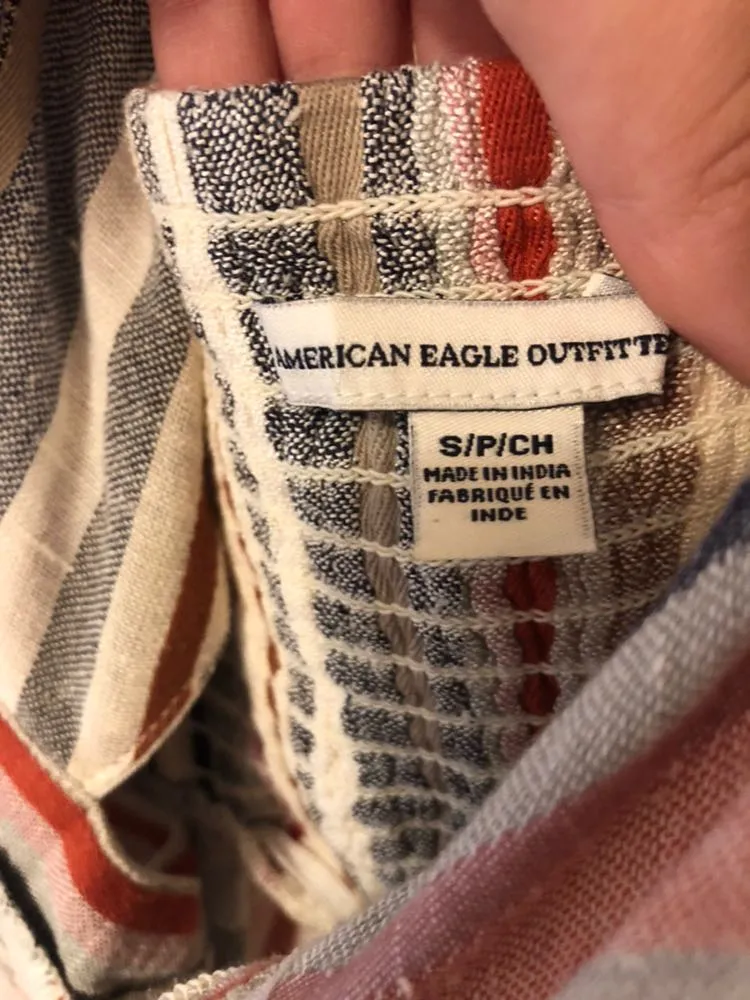 AMERICAN EAGLE OUTFITTE
S/P/CH
MADE IN INDIA
FABRIQUÉ EN
INDE